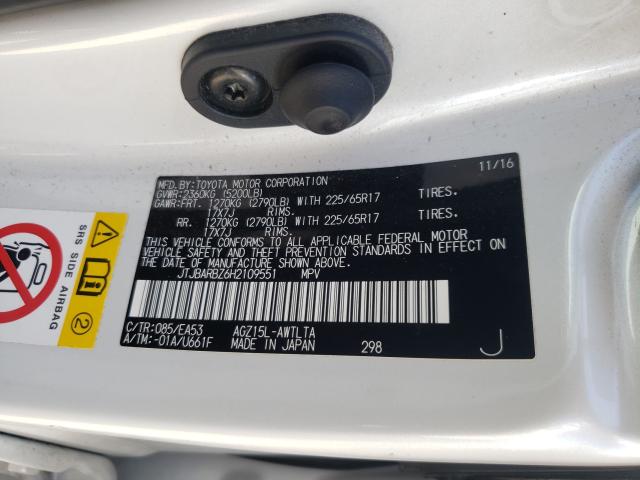 11/16
MFD.BY:TOYOTA MOTOR CORPORATION
GVWR:2360KG (5200LB)
GAWR:FRT. 1270KG (2790LB) WITH 225/65R17 TIRES.
17X7J RIMS.
RR. 1270KG (2790LB) WITH 225/65R17 TIRES.
17X7J RIMS.
THIS VEHICLE CONFORMS TO ALL APPLICABLE FEDERAL MOTOR
VEHICLE SAFETY AND THEFT PREVENTION STANDARDS IN EFFECT ON
THE DATE OF MANUFACTURE SHOWN ABOVE.
JTJBARBZ6H2109551 MPV
C/TR:085/EA53 AGZ15L-AWTLTA
A/TM:-01A/U661F MADE IN JAPAN 298 J
SRS SIDE AIRBAG
2